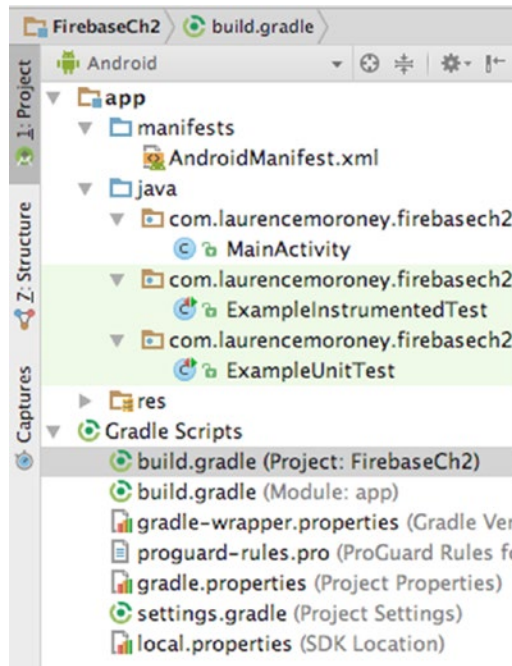 FirebaseCh2 build.gradle
1: Project
Android
app
manifests
AndroidManifest.xml
java
com.laurencemoroney.firebasech2
MainActivity
com.laurencemoroney.firebasech2
ExampleInstrumentedTest
com.laurencemoroney.firebasech2
ExampleUnitTest
res
Gradle Scripts
build.gradle (Project: FirebaseCh2)
build.gradle (Module: app)
gradle-wrapper.properties (Gradle Ver
proguard-rules.pro (ProGuard Rules fo
gradle.properties (Project Properties)
settings.gradle (Project Settings)
local.properties (SDK Location)
Z: Structure
Captures